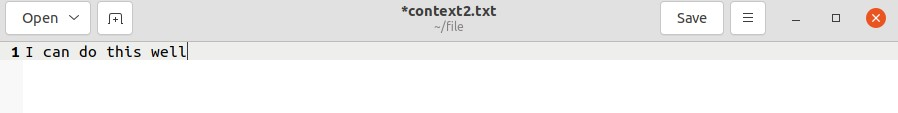 Open
*context2.txt
~/file
Save
1 I can do this well